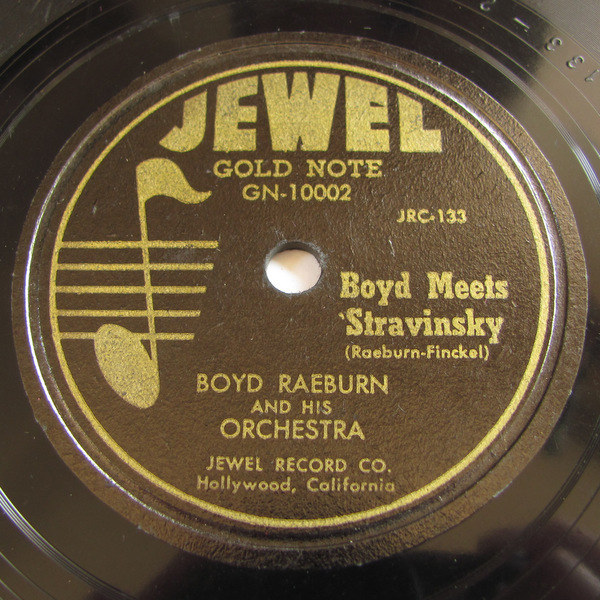 JEWEL
GOLD NOTE
GN-10002
JRC-133
Boyd Meets
Stravinsky
(Raeburn-Finckel)
BOYD RAEBURN
AND HIS
ORCHESTRA
JEWEL RECORD CO.
Hollywood, California